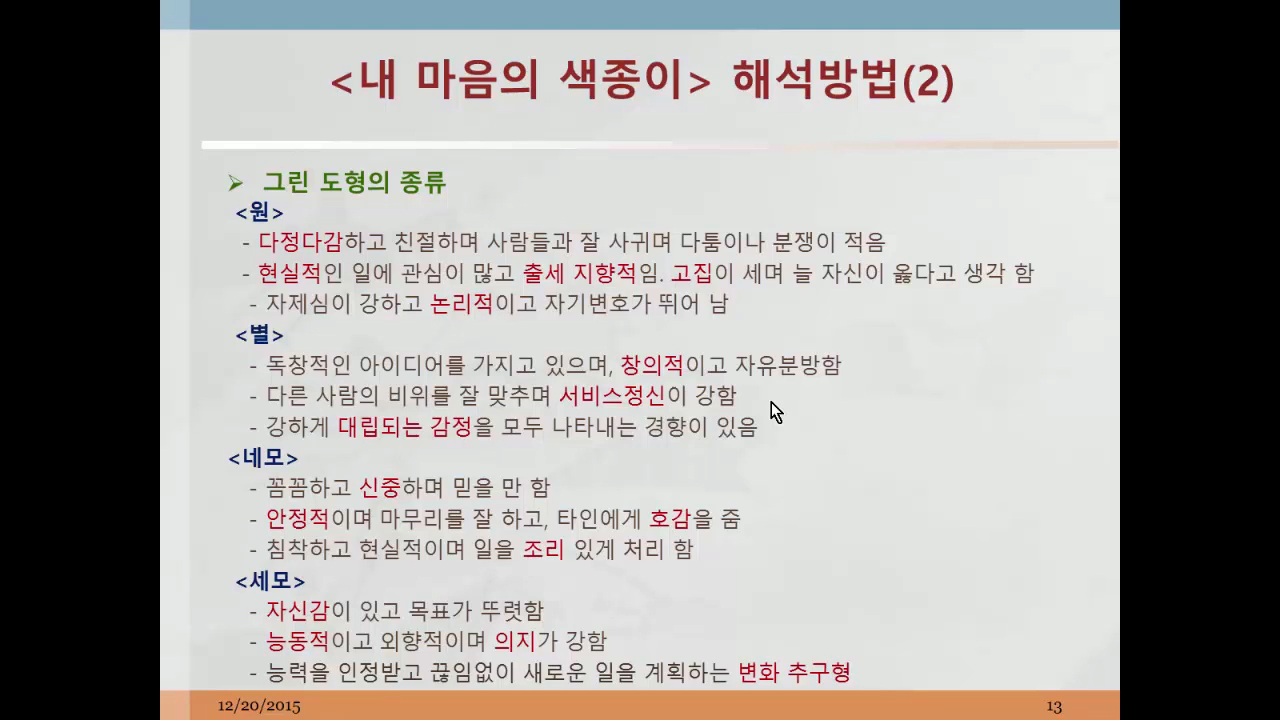 <내 마음의 색종이> 해석방법(2)
➢ 그린 도형의 종류
<원>
- 다정다감하고 친절하며 사람들과 잘 사귀며 다툼이나 분쟁이 적음
- 현실적인 일에 관심이 많고 출세 지향적임. 고집이 세며 늘 자신이 옳다고 생각 함
- 자제심이 강하고 논리적이고 자기변호가 뛰어 남
<별>
- 독창적인 아이디어를 가지고 있으며, 창의적이고 자유분방함
- 다른 사람의 비위를 잘 맞추며 서비스정신이 강함
- 강하게 대립되는 감정을 모두 나타내는 경향이 있음
<네모>
- 꼼꼼하고 신중하며 믿을 만 함
- 안정적이며 마무리를 잘 하고, 타인에게 호감을 줌
- 침착하고 현실적이며 일을 조리 있게 처리 함
<세모>
- 자신감이 있고 목표가 뚜렷함
- 능동적이고 외향적이며 의지가 강함
- 능력을 인정받고 끊임없이 새로운 일을 계획하는 변화 추구형
12/20/2015 13